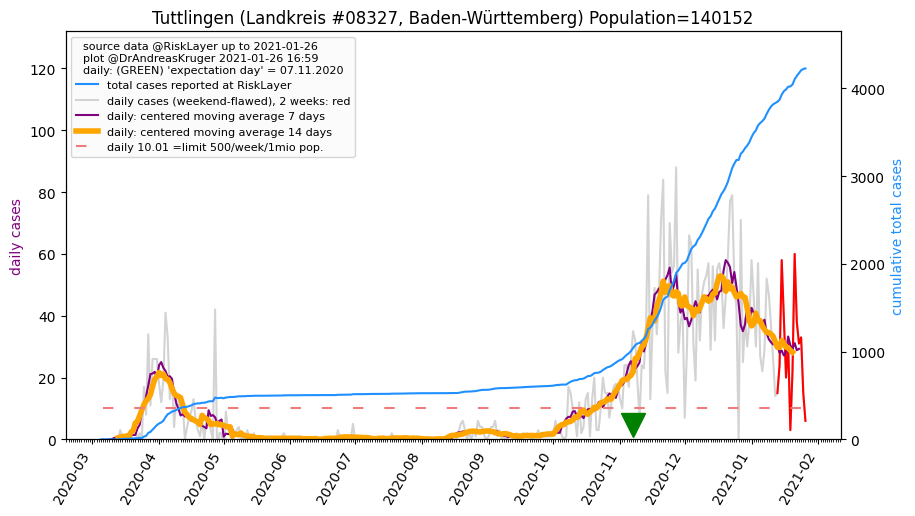 Tuttlingen (Landkreis #08327, Baden-Württemberg) Population=140152
source data @RiskLayer up to 2021-01-26
plot @DrAndreasKruger 2021-01-26 16:59
daily: (GREEN) 'expectation day' = 07.11.2020
total cases reported at RiskLayer
daily cases (weekend-flawed), 2 weeks: red
daily: centered moving average 7 days
daily: centered moving average 14 days
daily 10.01 =limit 500/week/1mio pop.
daily cases
120
100
80
60
40
20
0
cumulative total cases
4000
3000
2000
1000
0
2020-03
2020-04
2020-05
2020-06
2020-07
2020-08
2020-09
2020-10
2020-11
2020-12
2021-01
2021-02